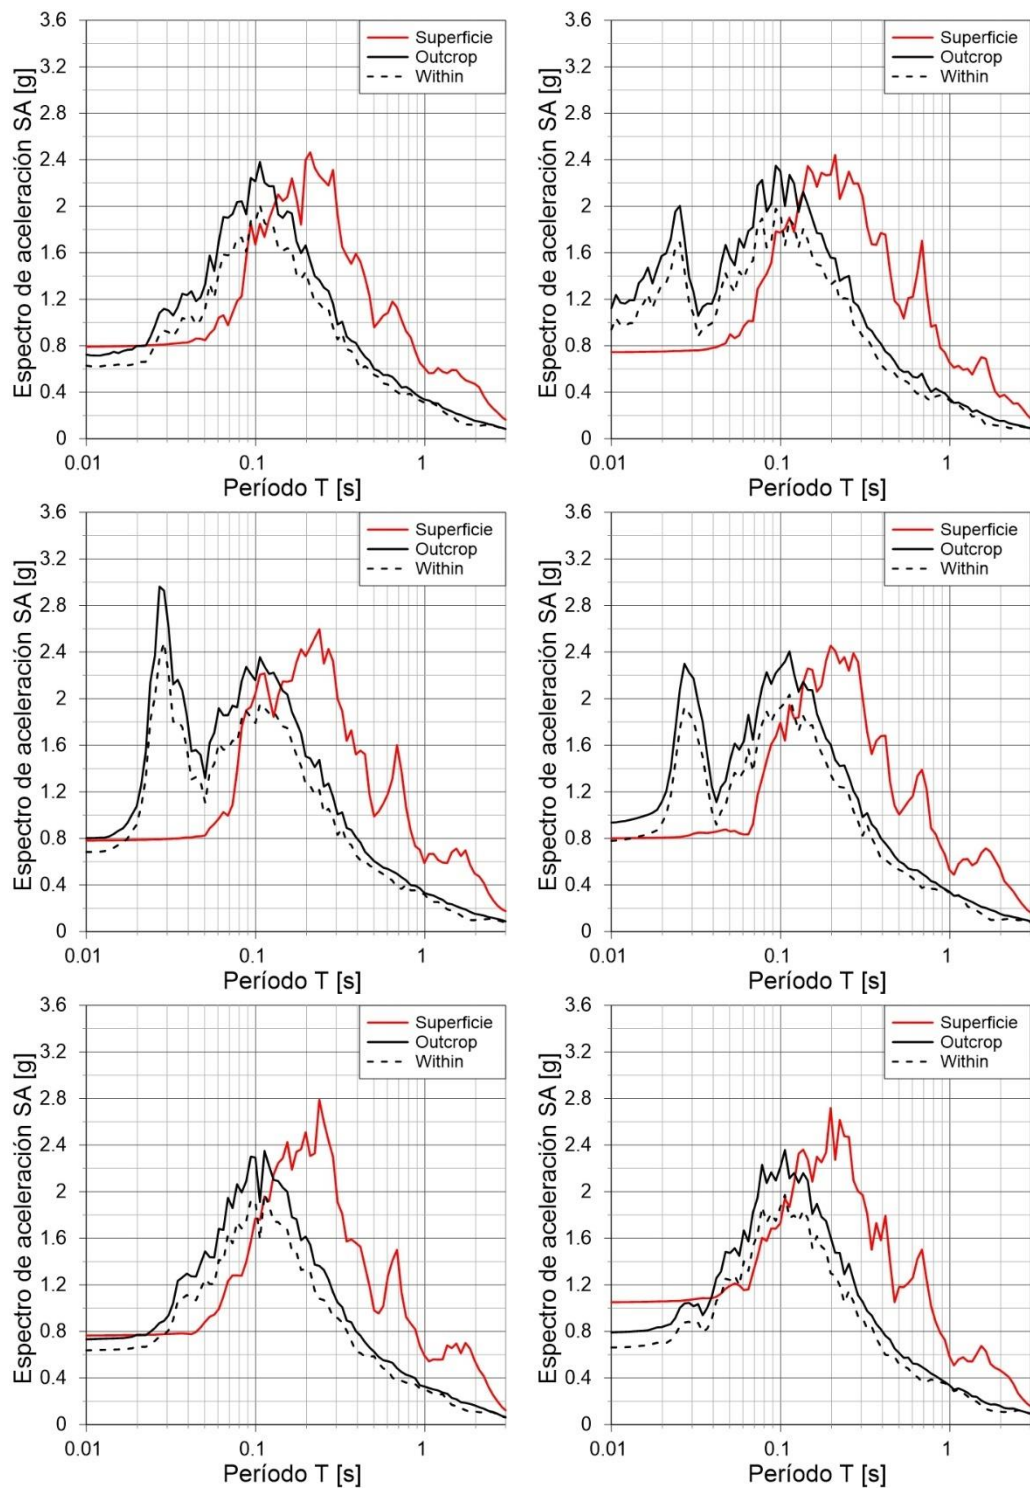 3.6
3.2
2.8
2.4
2
1.6
1.2
0.8
0.4
0
Espectro de aceleración SA [g]
Superficie
Outcrop
Within
0.01
0.1
1
Período T [s]
3.6
3.2
2.8
2.4
2
1.6
1.2
0.8
0.4
0
Espectro de aceleración SA [g]
Superficie
Outcrop
Within
0.01
0.1
1
Período T [s]
3.6
3.2
2.8
2.4
2
1.6
1.2
0.8
0.4
0
Espectro de aceleración SA [g]
Superficie
Outcrop
Within
0.01
0.1
1
Período T [s]
3.6
3.2
2.8
2.4
2
1.6
1.2
0.8
0.4
0
Espectro de aceleración SA [g]
Superficie
Outcrop
Within
0.01
0.1
1
Período T [s]
3.6
3.2
2.8
2.4
2
1.6
1.2
0.8
0.4
0
Espectro de aceleración SA [g]
Superficie
Outcrop
Within
0.01
0.1
1
Período T [s]
3.6
3.2
2.8
2.4
2
1.6
1.2
0.8
0.4
0
Espectro de aceleración SA [g]
Superficie
Outcrop
Within
0.01
0.1
1
Período T [s]